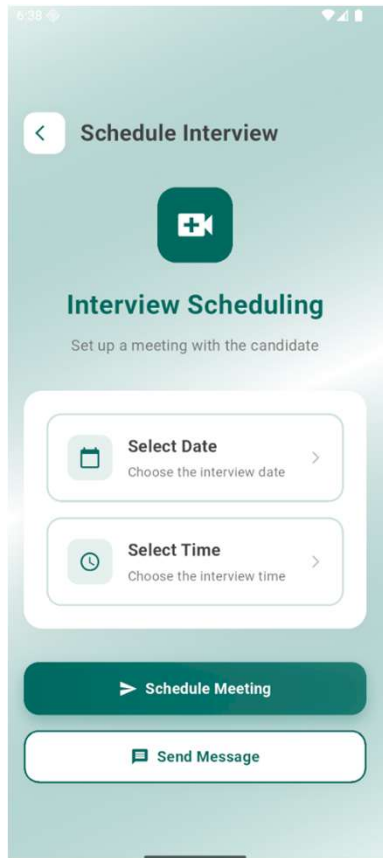 6:38
Schedule Interview
Interview Scheduling
Set up a meeting with the candidate
Select Date
Choose the interview date
Select Time
Choose the interview time
Schedule Meeting
Send Message